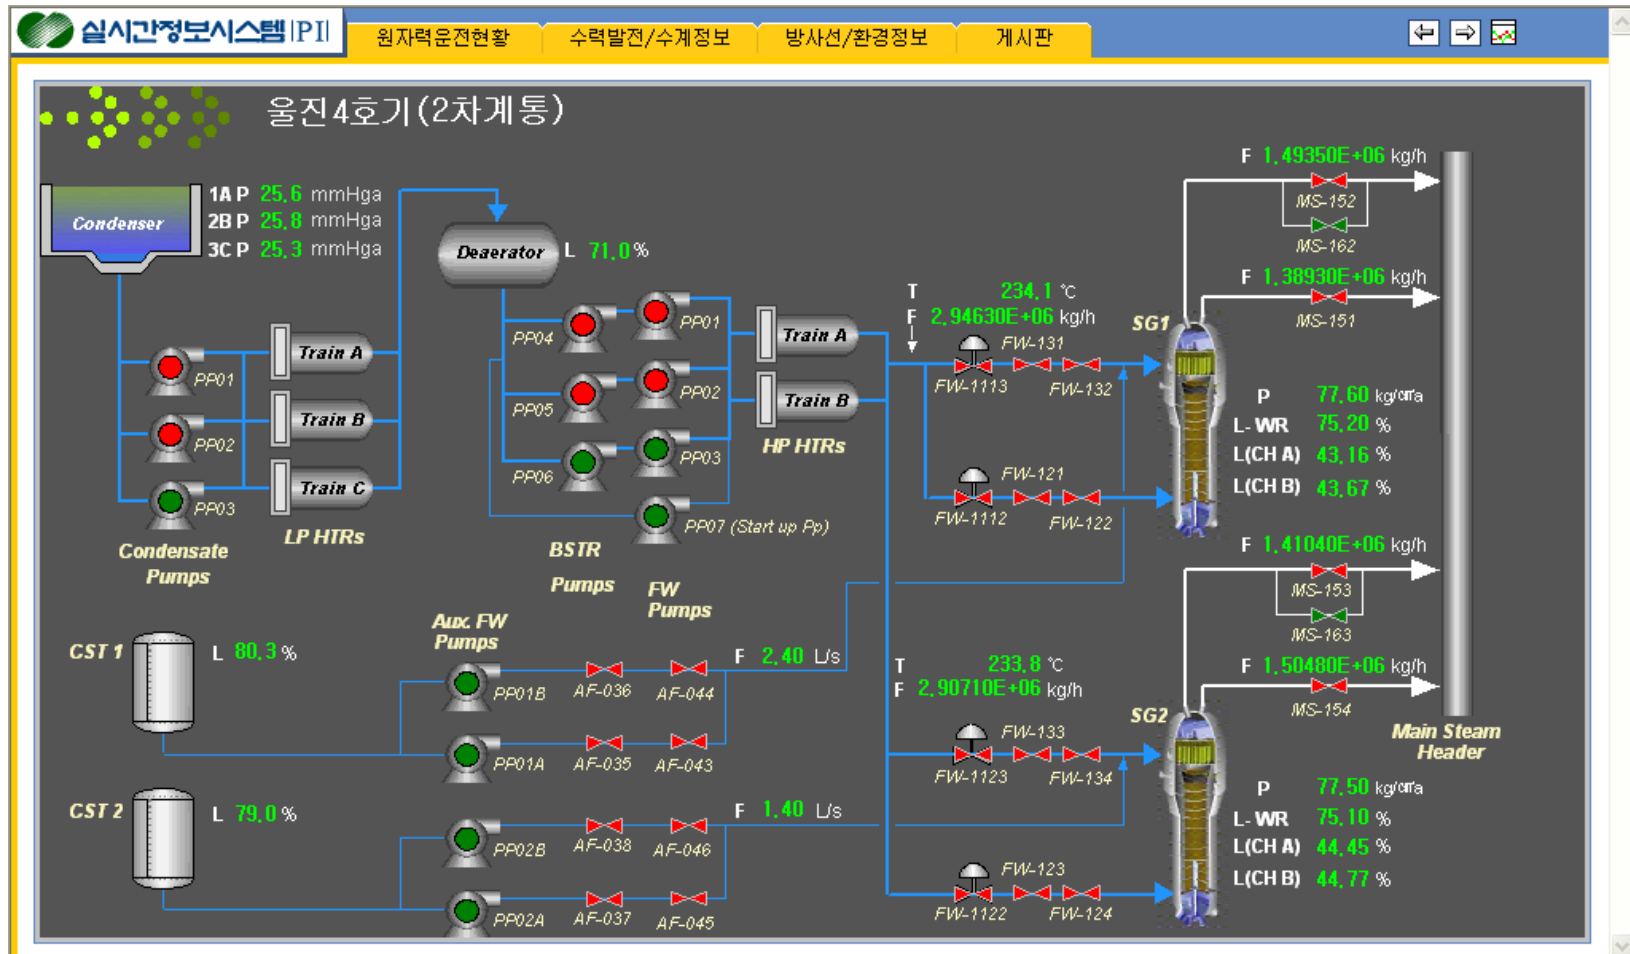 실시간정보시스템|PI|
원자력운전현황
수력발전/수계정보
방사선/환경정보
게시판
울진4호기(2차계통)
Condenser
1A P 25.6 mmHga
2B P 25.8 mmHga
3C P 25.3 mmHga
Deaerator
L 71.0 %
PP01
PP02
PP03
Condensate
Pumps
Train A
Train B
Train C
LP HTRs
PP04
PP05
PP06
BSTR
Pumps
PP01
PP02
PP03
PP07 (Start up Pp)
FW
Pumps
Train A
Train B
HP HTRs
T 234.1 ℃
F 2.94630E+06 kg/h
FW-131
FW-1113
FW-132
FW-121
FW-1112
FW-122
SG1
F 1.49350E+06 kg/h
MS-152
MS-162
F 1.38930E+06 kg/h
MS-151
P 77.60 kg/㎠a
L- WR 75.20 %
L(CH A) 43.16 %
L(CH B) 43.67 %
F 1.41040E+06 kg/h
MS-153
MS-163
F 1.50480E+06 kg/h
MS-154
Main Steam
Header
CST 1
L 80.3 %
Aux. FW
Pumps
PP01B
AF-036
AF-044
F 2.40 L/s
PP01A
AF-035
AF-043
CST 2
L 79.0 %
PP02B
AF-038
AF-046
F 1.40 L/s
PP02A
AF-037
AF-045
T 233.8 ℃
F 2.90710E+06 kg/h
FW-133
FW-1123
FW-134
FW-123
FW-1122
FW-124
SG2
P 77.50 kg/㎠a
L- WR 75.10 %
L(CH A) 44.45 %
L(CH B) 44.77 %